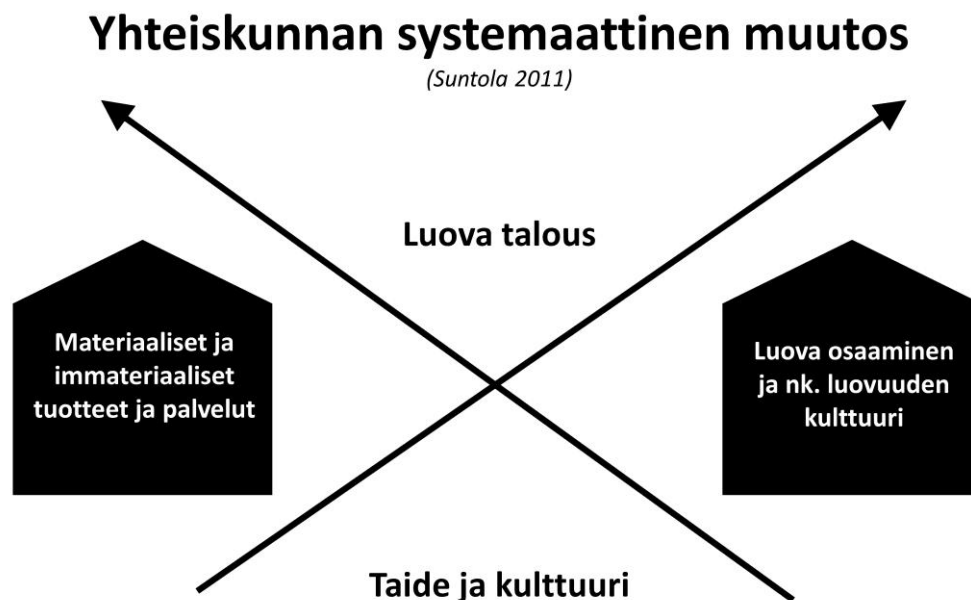 Yhteiskunnan systemaattinen muutos
(Suntola 2011)
Luova talous
Materiaaliset ja
immateriaaliset
tuotteet ja palvelut
Luova osaaminen
ja nk. luovuuden
kulttuuri
Taide ja kulttuuri